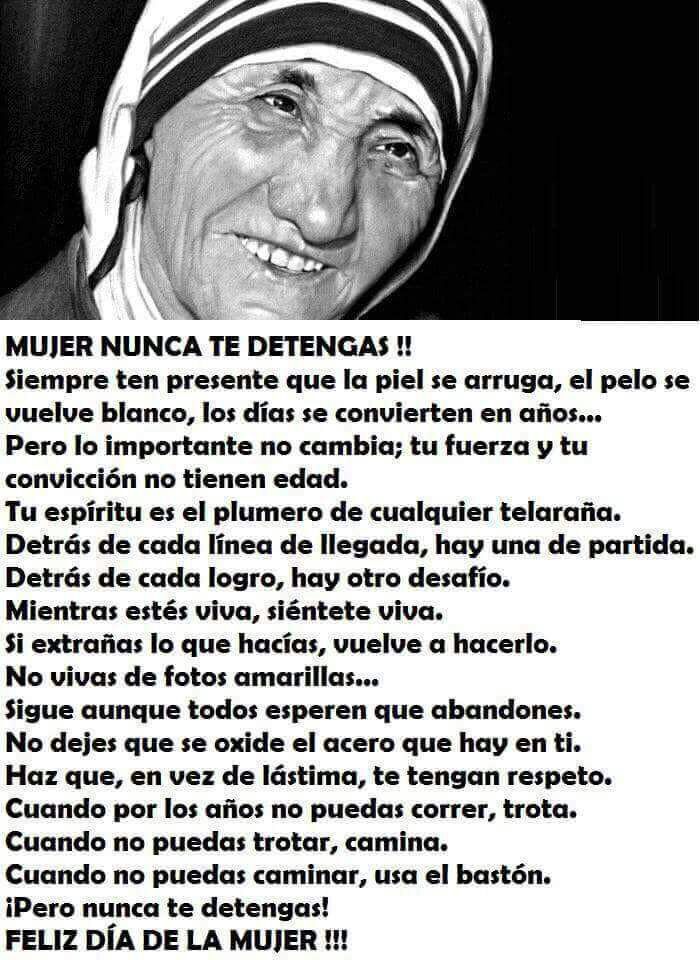 MUJER NUNCA TE DETENGAS !!
Siempre ten presente que la piel se arruga, el pelo se
vuelve blanco, los días se convierten en años...
Pero lo importante no cambia; tu fuerza y tu
convicción no tienen edad.
Tu espíritu es el plumero de cualquier telaraña.
Detrás de cada línea de llegada, hay una de partida.
Detrás de cada logro, hay otro desafío.
Mientras estés viva, siéntete viva.
Si extrañas lo que hacías, vuelve a hacerlo.
No vivas de fotos amarillas...
Sigue aunque todos esperen que abandones.
No dejes que se oxide el acero que hay en ti.
Haz que, en vez de lástima, te tengan respeto.
Cuando por los años no puedas correr, trota.
Cuando no puedas trotar, camina.
Cuando no puedas caminar, usa el bastón.
¡Pero nunca te detengas!
FELIZ DÍA DE LA MUJER !!!